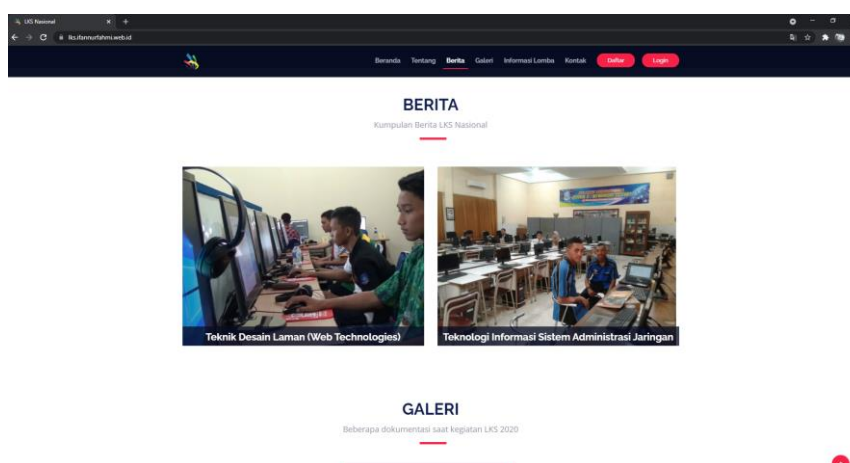 LKS Nasional
lks.ifannurfahmi.web.id
Beranda Tentang Berita Galeri Informasi Lomba Kontak Daftar Login
BERITA
Kumpulan Berita LKS Nasional
Teknik Desain Laman (Web Technologies)
Teknologi Informasi Sistem Administrasi Jaringan
GALERI
Beberapa dokumentasi saat kegiatan LKS 2020